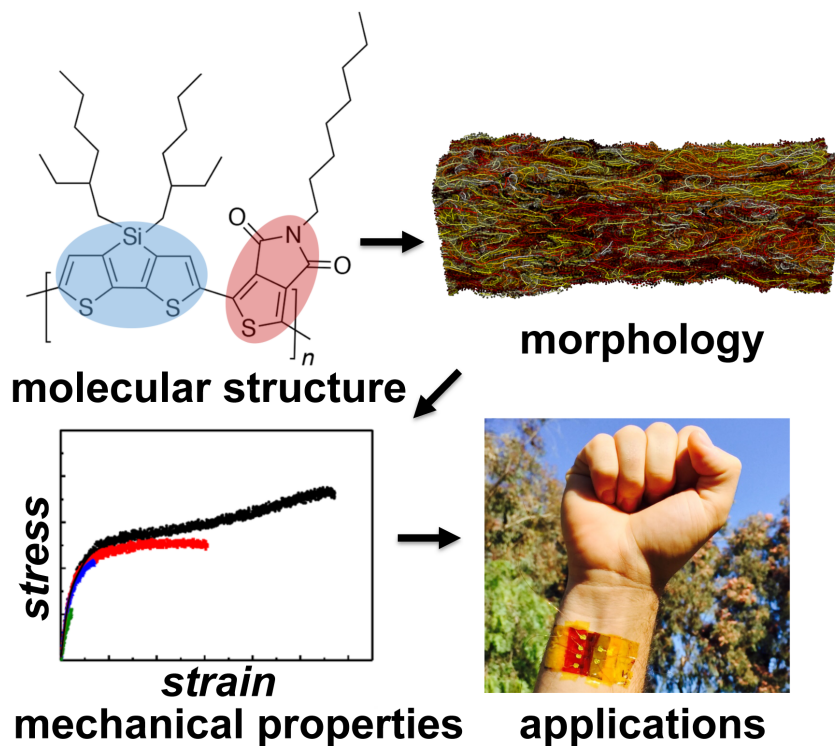 Si
O
N
O
S
S
S
n
molecular structure
morphology
stress
strain
mechanical properties
applications